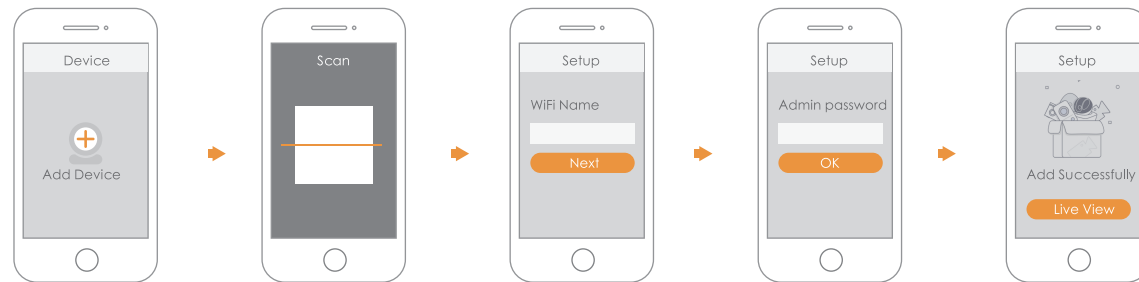 Device
Add Device
Scan
Setup
WiFi Name
Next
Setup
Admin password
OK
Setup
Add Successfully
Live View